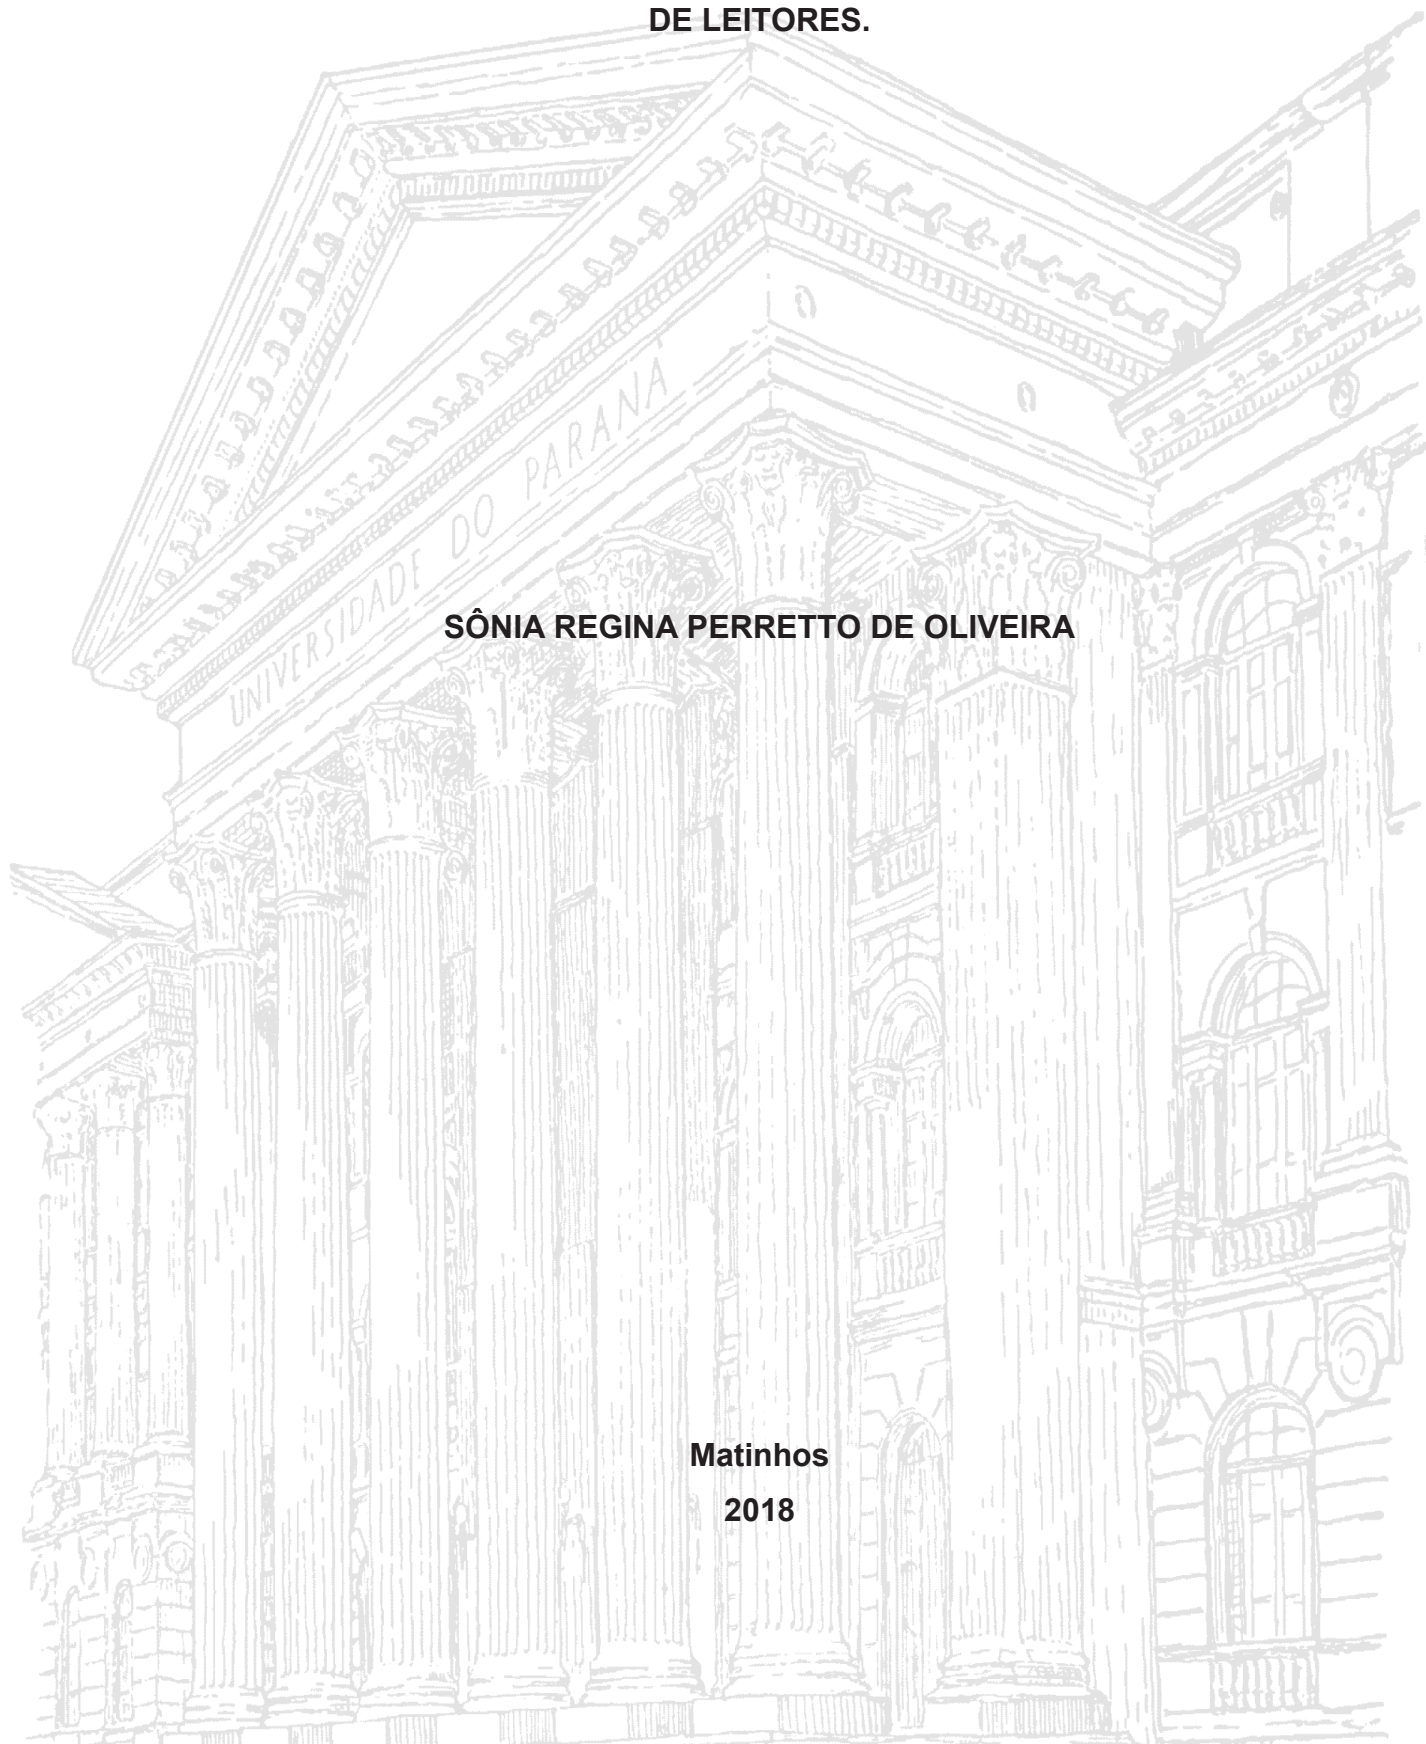 DE LEITORES.
UNIVERSIDADE DO PARANÁ
SÔNIA REGINA PERRETTO DE OLIVEIRA
Matinhos
2018